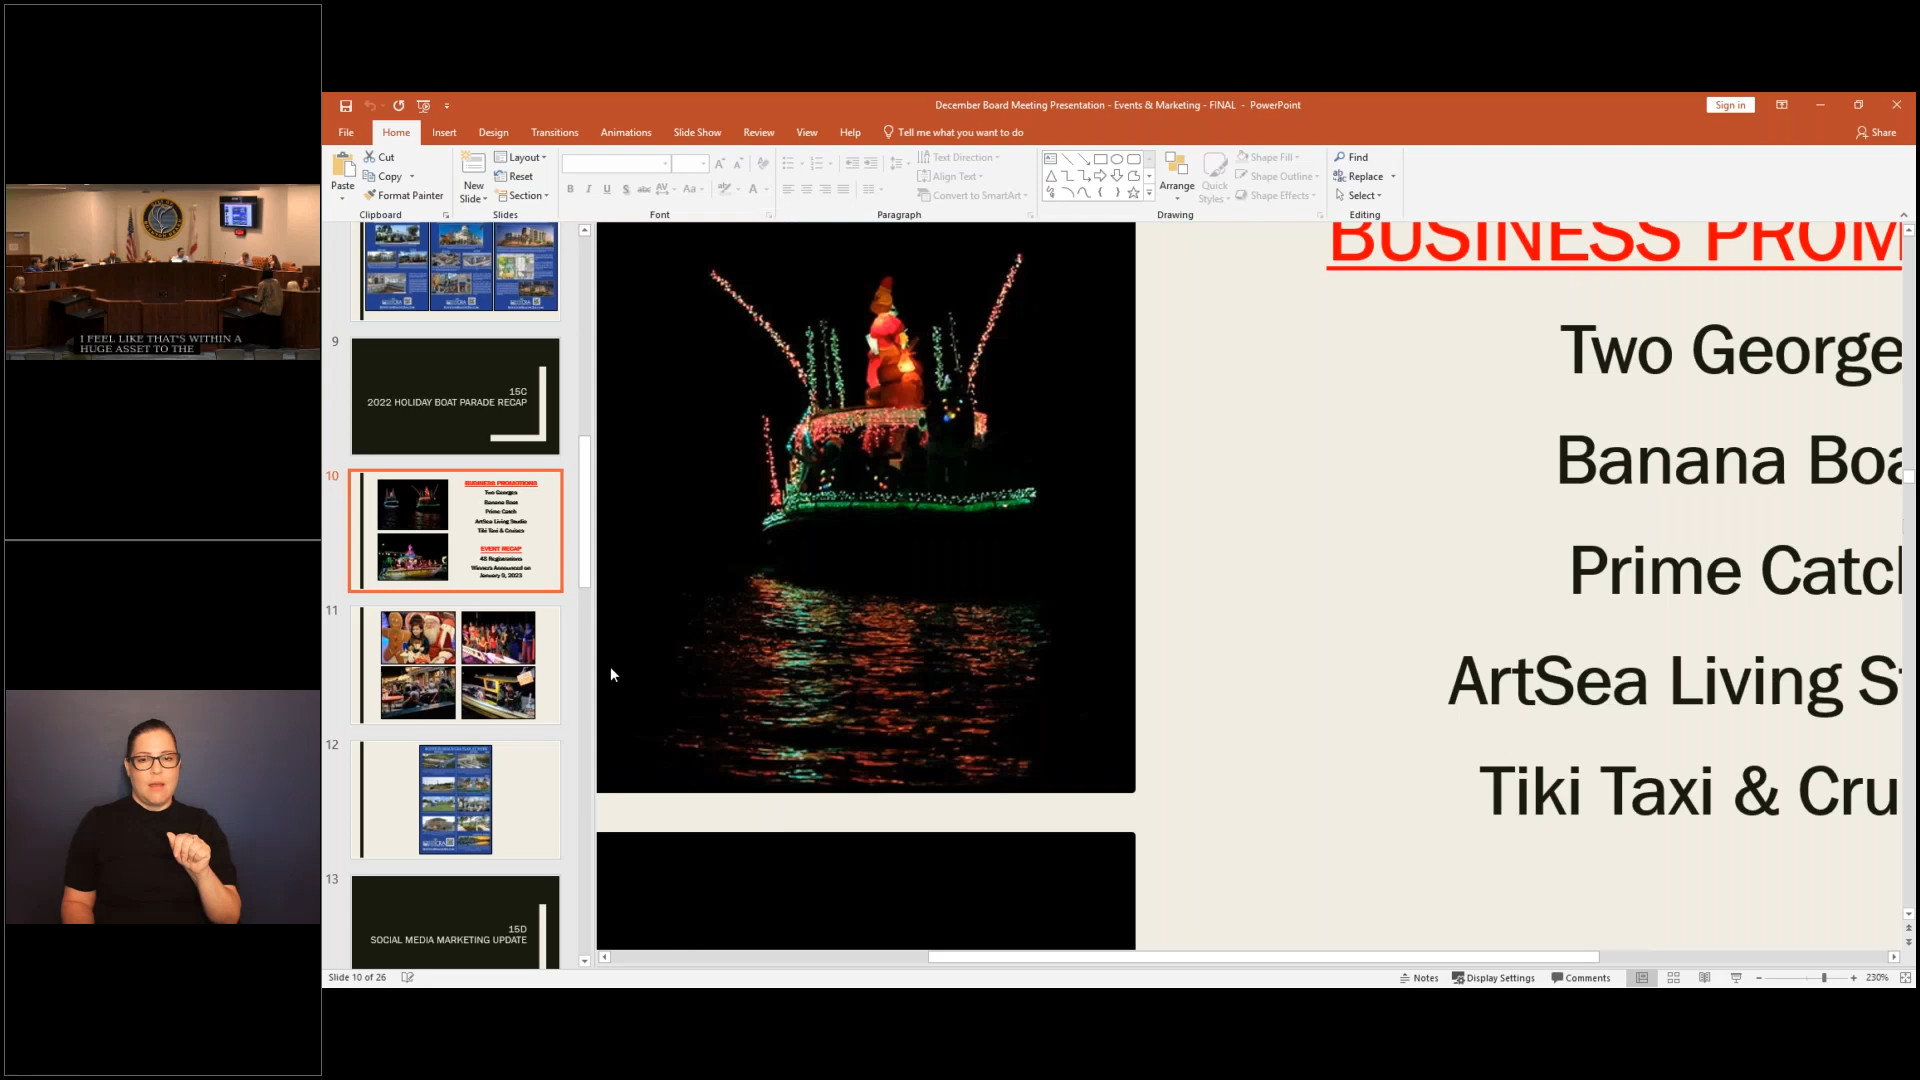 I FEEL LIKE THAT'S WITHIN A
HUGE ASSET TO THE
December Board Meeting Presentation - Events & Marketing - FINAL - PowerPoint
Sign in
File Home Insert Design Transitions Animations Slide Show Review View Help Tell me what you want to do
Share
Paste
Cut
Copy
Format Painter
Clipboard
New
Slide
Layout
Reset
Section
Slides
B I U S abc AV Aa A
Font
Text Direction
Align Text
Convert to SmartArt
Paragraph
Arrange
Quick
Styles
Shape Fill
Shape Outline
Shape Effects
Drawing
Find
Replace
Select
Editing
9
15C
2022 HOLIDAY BOAT PARADE RECAP
10
BUSINESS PROMOTIONS
Two Georges
Banana Boat
Prime Catch
ArtSea Living Studio
Tiki Taxi & Cruises
EVENT RECAP
48 Registrations
Winners Announced on
January 9, 2023
11
12
13
15D
SOCIAL MEDIA MARKETING UPDATE
BUSINESS PROM
Two George
Banana Boa
Prime Catc
ArtSea Living S
Tiki Taxi & Cru
Slide 10 of 26
Notes
Display Settings
Comments
230%